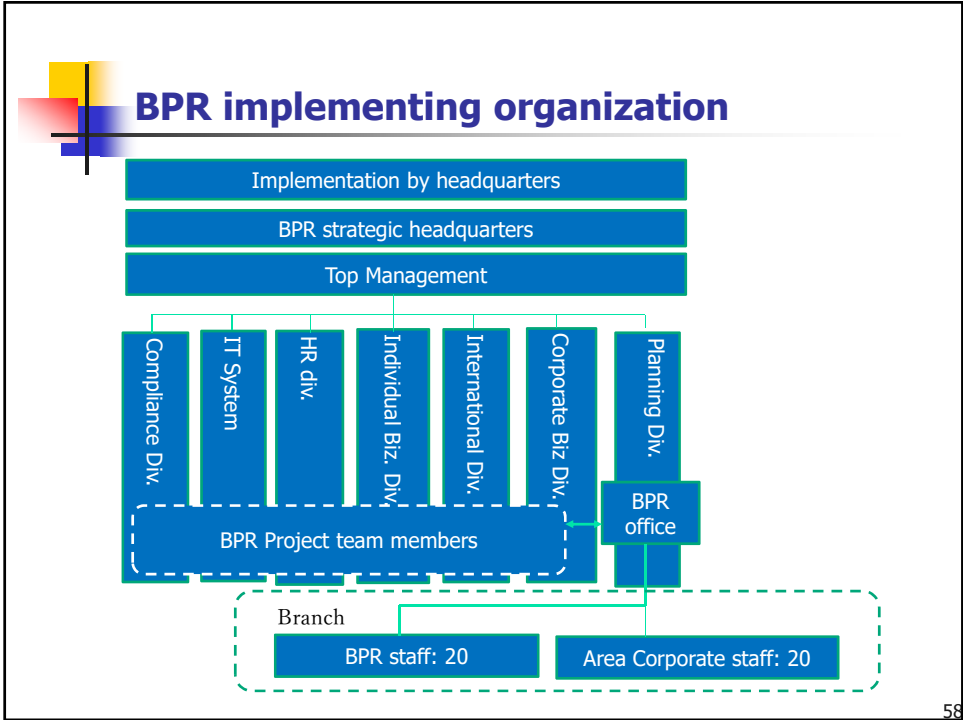 BPR implementing organization
Implementation by headquarters
BPR strategic headquarters
Top Management
Compliance Div.
IT System
HR div.
Individual Biz. Div
International Div.
Corporate Biz Div.
Planning Div.
BPR
office
BPR Project team members
Branch
BPR staff: 20
Area Corporate staff: 20
58